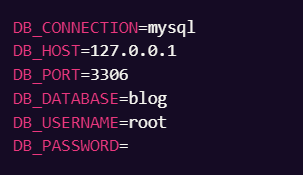 DB_CONNECTION=mysql
DB_HOST=127.0.0.1
DB_PORT=3306
DB_DATABASE=blog
DB_USERNAME=root
DB_PASSWORD=